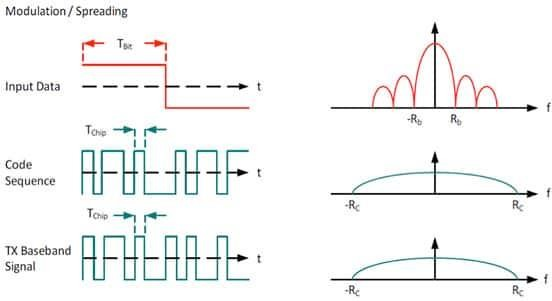 Modulation / Spreading
TBit
Input Data
t
-Rb
Rb
f
TChip
Code
Sequence
t
-RC
RC
f
TChip
TX Baseband
Signal
t
-RC
RC
f